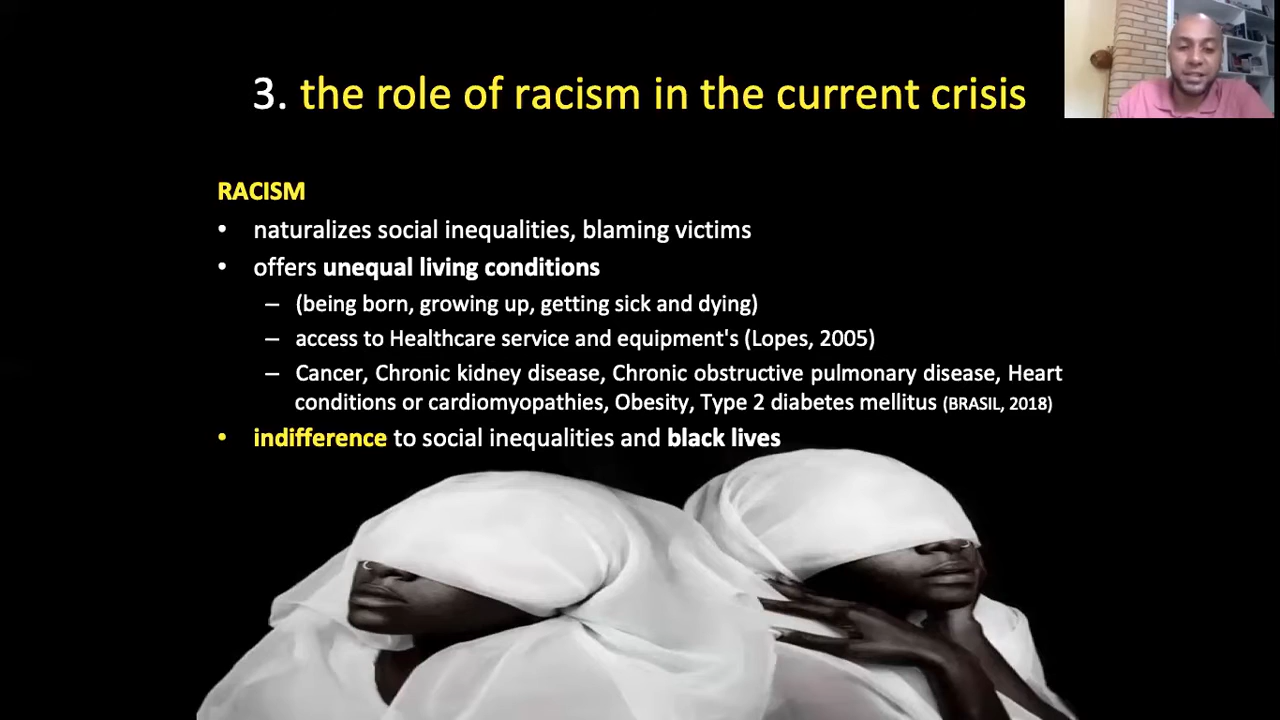 3. the role of racism in the current crisis
RACISM
• naturalizes social inequalities, blaming victims
• offers unequal living conditions
– (being born, growing up, getting sick and dying)
– access to Healthcare service and equipment's (Lopes, 2005)
– Cancer, Chronic kidney disease, Chronic obstructive pulmonary disease, Heart
conditions or cardiomyopathies, Obesity, Type 2 diabetes mellitus (BRASIL, 2018)
• indifference to social inequalities and black lives